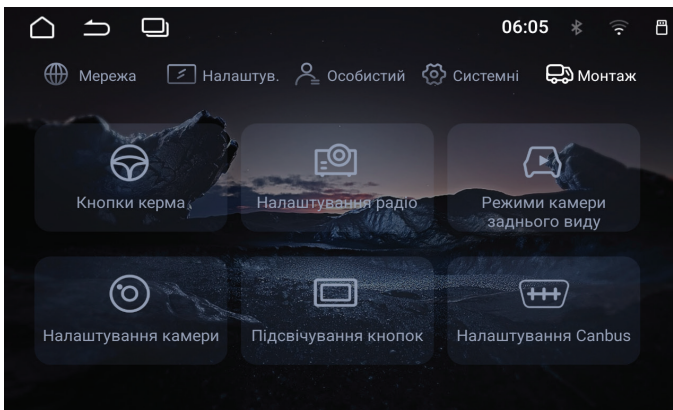 06:05
Мережа Налаштув. Особистий Системні Монтаж
Кнопки керма Налаштування радіо Режими камери
заднього виду
Налаштування камери Підсвічування кнопок Налаштування Canbus